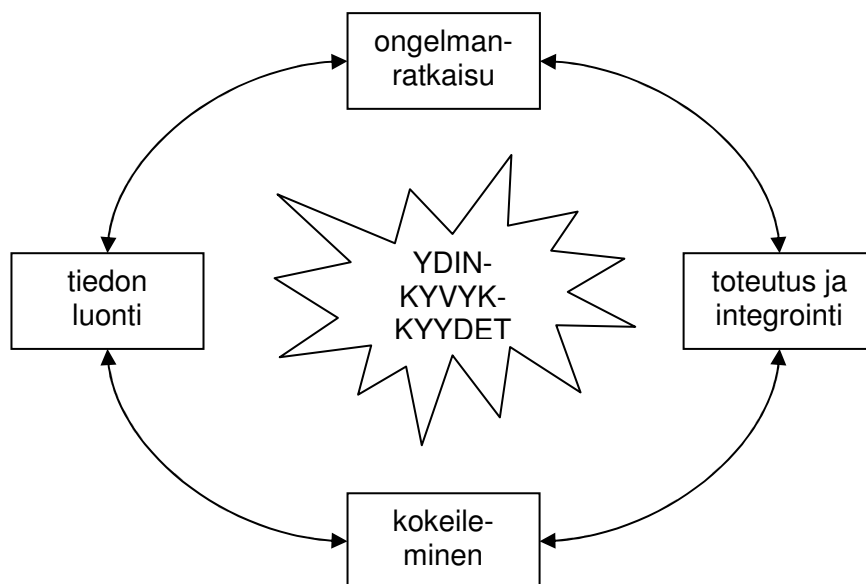 ongelman-
ratkaisu
tiedon
luonti
YDIN-
KYVYK-
KYYDET
toteutus ja
integrointi
kokeile-
minen